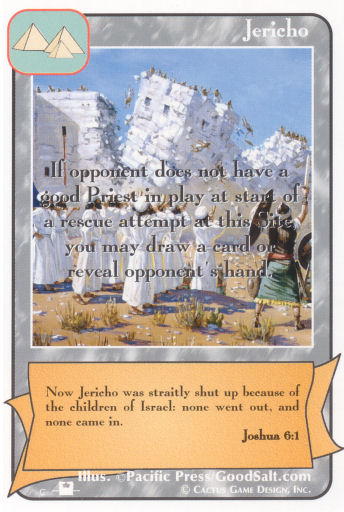 Jericho
If opponent does not have a
good Priest in play at start of
a rescue attempt at this Site,
you may draw a card or
reveal opponent's hand.
Now Jericho was straitly shut up because of
the children of Israel: none went out, and
none came in.
Joshua 6:1
Illus. ©Pacific Press/GoodSalt.com
C © Cactus Game Design, Inc.